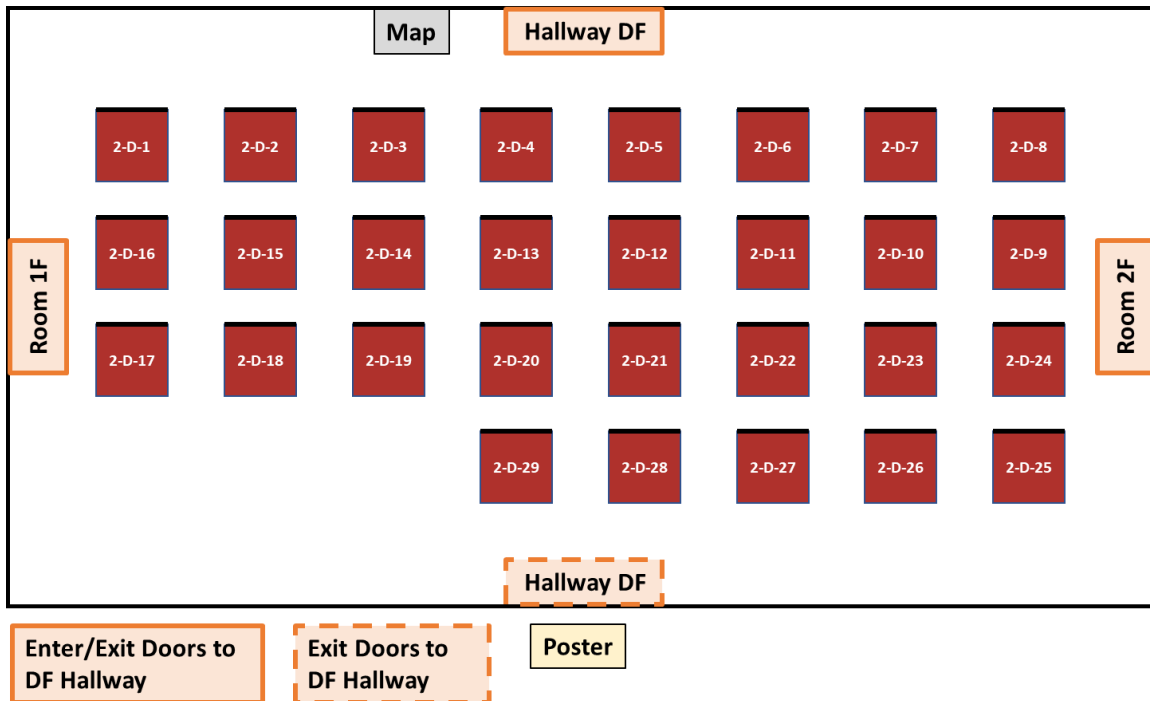 Map
Hallway DF
2-D-1
2-D-2
2-D-3
2-D-4
2-D-5
2-D-6
2-D-7
2-D-8
2-D-16
2-D-15
2-D-14
2-D-13
2-D-12
2-D-11
2-D-10
2-D-9
Room 1F
Room 2F
2-D-17
2-D-18
2-D-19
2-D-20
2-D-21
2-D-22
2-D-23
2-D-24
2-D-29
2-D-28
2-D-27
2-D-26
2-D-25
Hallway DF
Enter/Exit Doors to
DF Hallway
Exit Doors to
DF Hallway
Poster